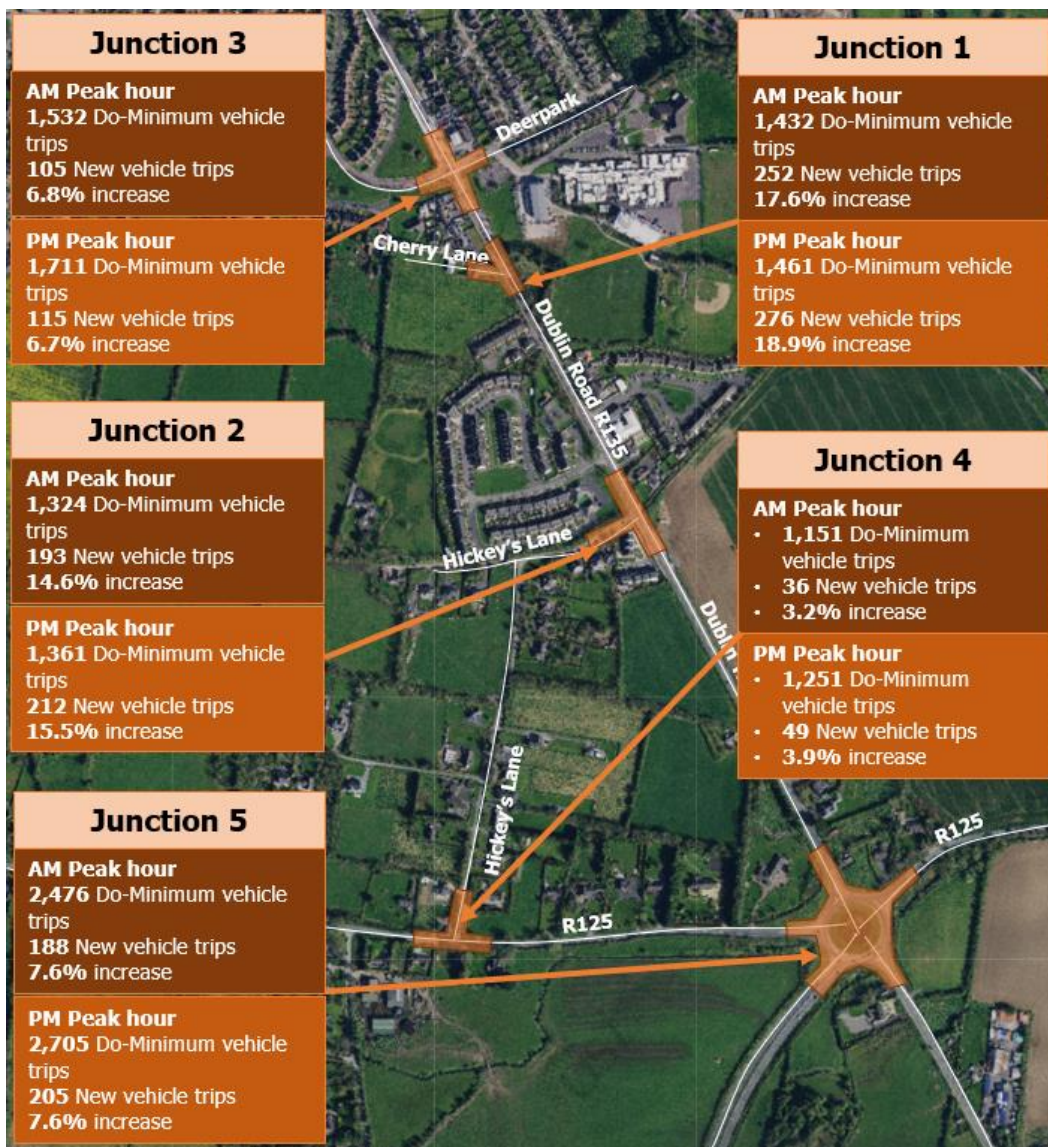 Junction 3
AM Peak hour
1,532 Do-Minimum vehicle
trips
105 New vehicle trips
6.8% increase
PM Peak hour
1,711 Do-Minimum vehicle
trips
115 New vehicle trips
6.7% increase
Junction 1
AM Peak hour
1,432 Do-Minimum vehicle
trips
252 New vehicle trips
17.6% increase
PM Peak hour
1,461 Do-Minimum vehicle
trips
276 New vehicle trips
18.9% increase
Deerpark
Cherry Lane
Dublin Road R135
Junction 2
AM Peak hour
1,324 Do-Minimum vehicle
trips
193 New vehicle trips
14.6% increase
PM Peak hour
1,361 Do-Minimum vehicle
trips
212 New vehicle trips
15.5% increase
Hickey's Lane
Junction 4
AM Peak hour
• 1,151 Do-Minimum
vehicle trips
• 36 New vehicle trips
• 3.2% increase
PM Peak hour
• 1,251 Do-Minimum
vehicle trips
• 49 New vehicle trips
• 3.9% increase
Dublin
Hickey's Lane
Junction 5
AM Peak hour
2,476 Do-Minimum vehicle
trips
188 New vehicle trips
7.6% increase
PM Peak hour
2,705 Do-Minimum vehicle
trips
205 New vehicle trips
7.6% increase
R125
R125